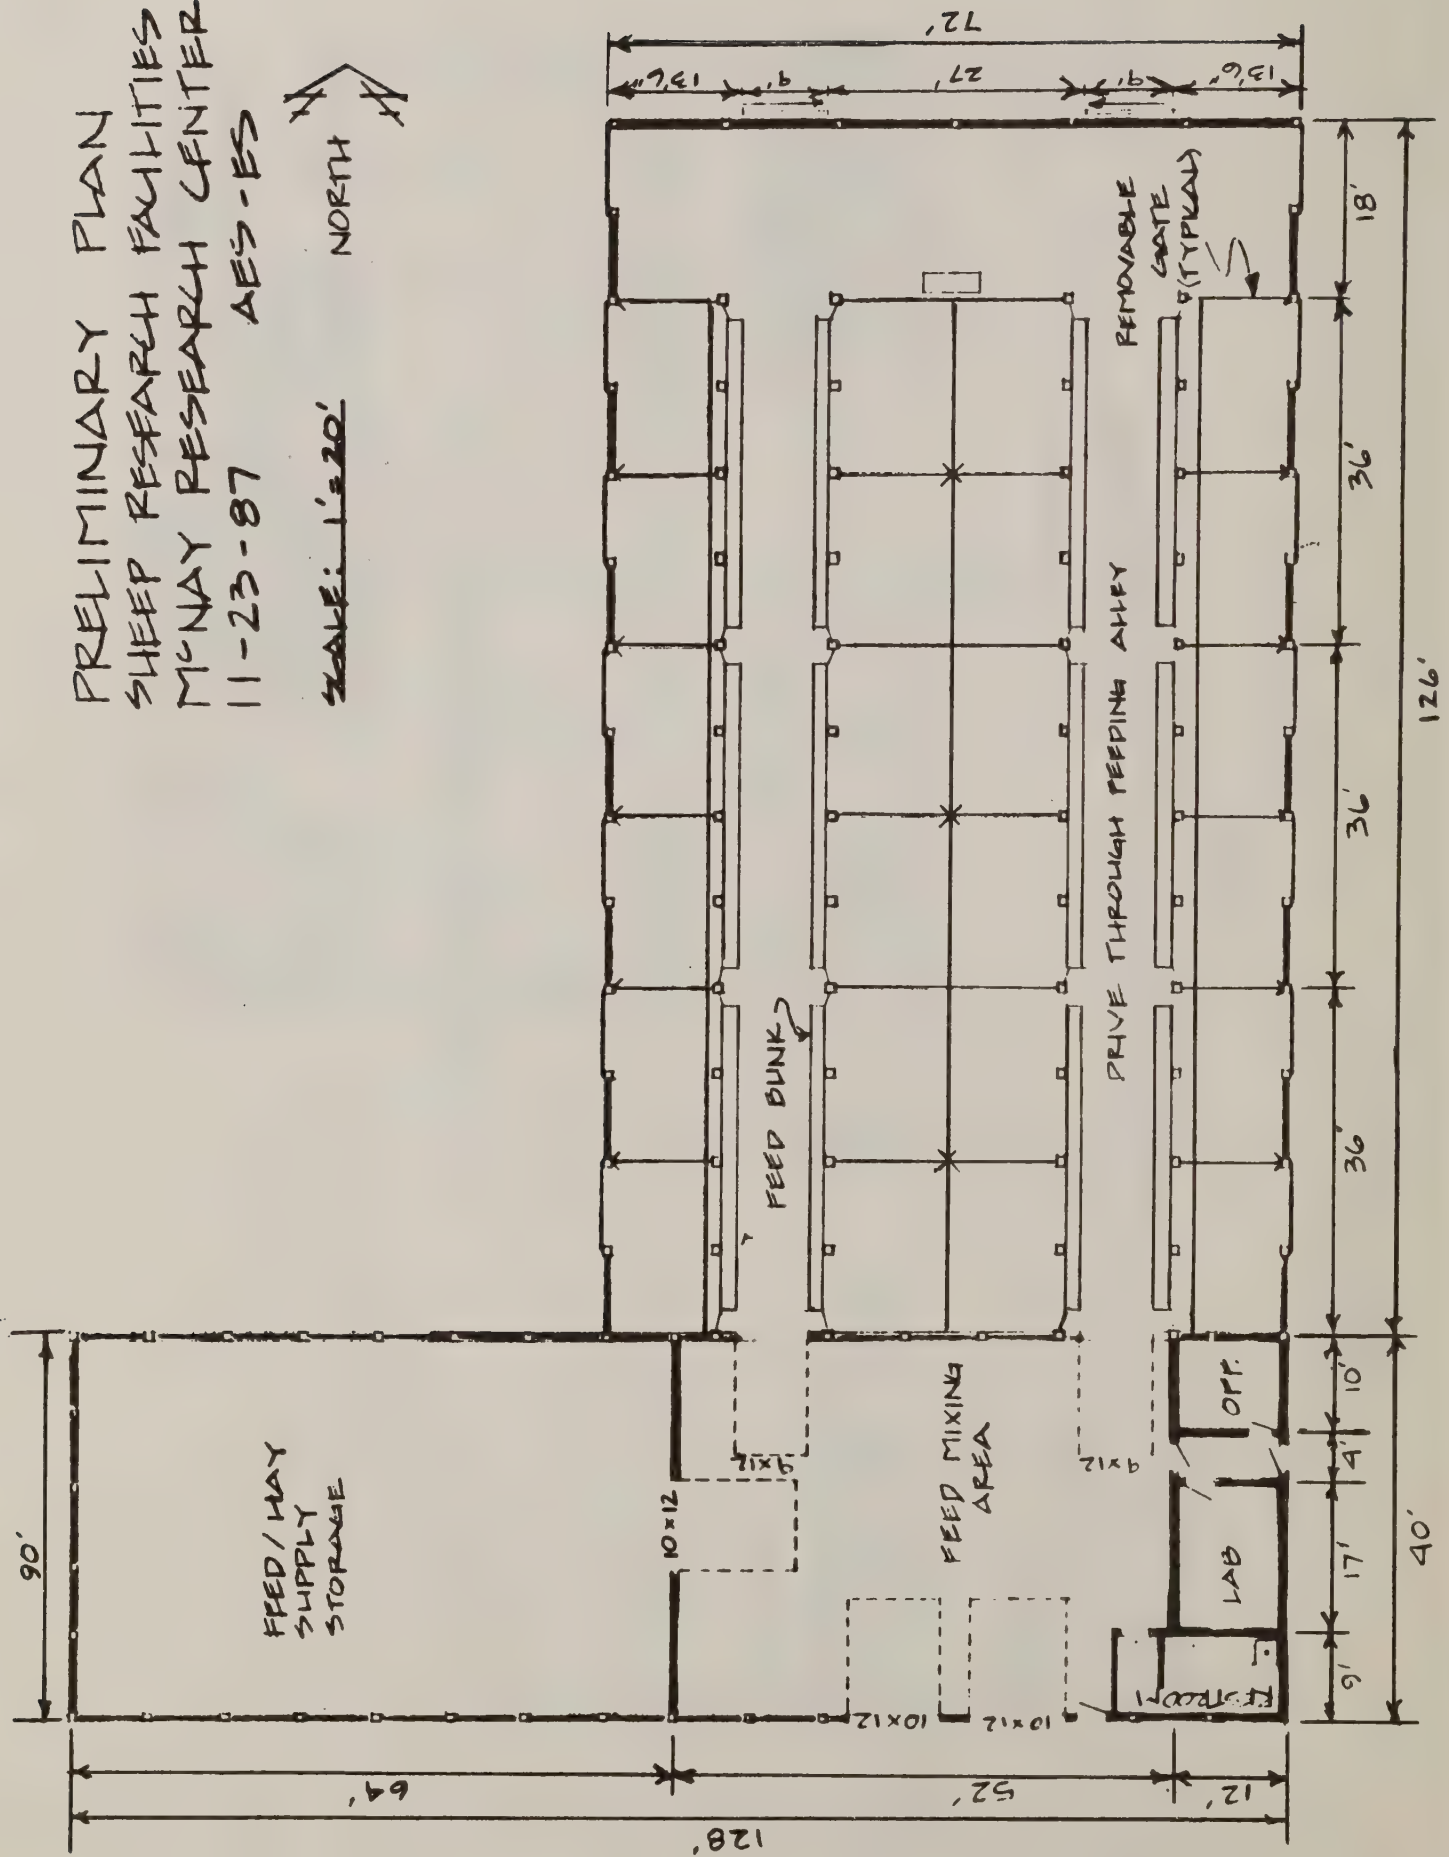 PRELIMINARY PLAN
SHEEP RESEARCH FACILITIES
McNAY RESEARCH CENTER
11-23-87 AES-ES
SCALE: 1"=20'
NORTH
72'
13'6"
9'
27'
9'
13'6"
REMOVABLE
GATE
(TYPICAL)
18'
36'
36'
36'
126'
DRIVE THROUGH FEEDING ALLEY
FEED BUNK
90'
FEED/HAY
SUPPLY
STORAGE
10x12
9x12
FEED MIXING
AREA
9x12
OFF.
LAB
RESTROOM
10x12
10x12
10'
4'
17'
9'
40'
64'
52'
12'
128'